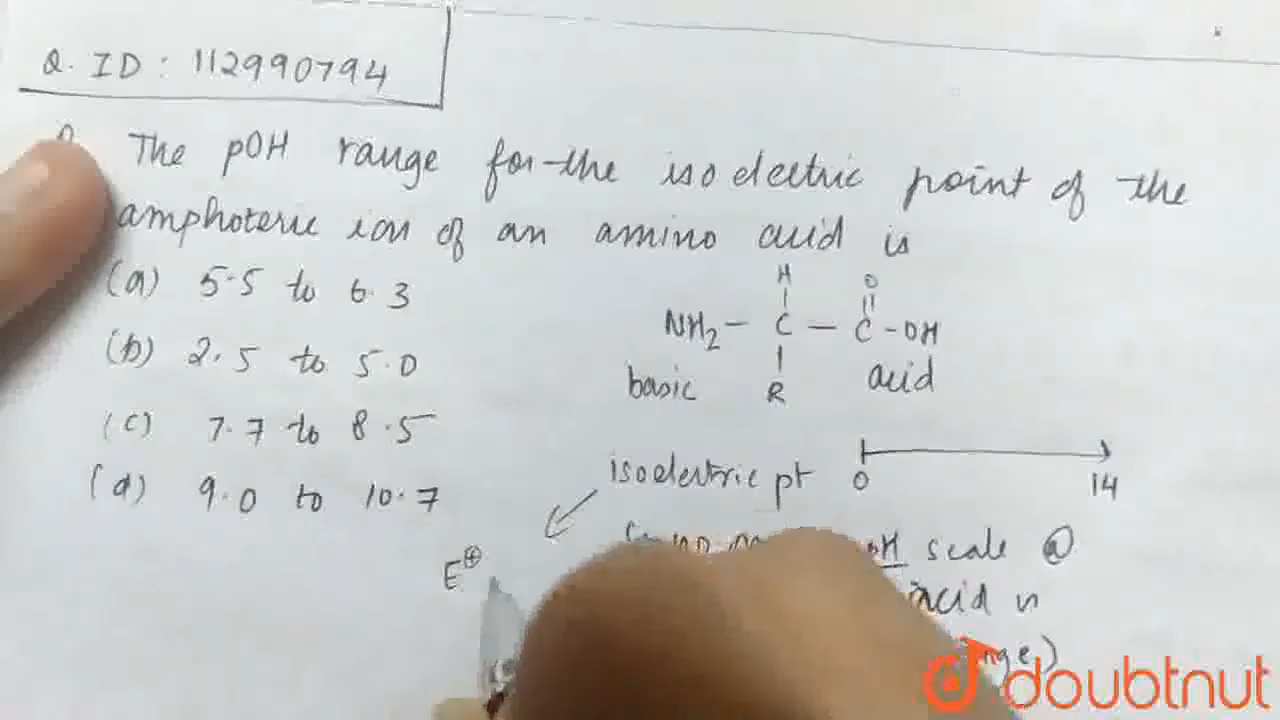 Q. ID : 112990794
The pOH range for the isoelectric point of the
amphoteric ion of an amino acid is
(a) 5.5 to 6.3
(b) 2.5 to 5.0
(c) 7.7 to 8.5
(d) 9.0 to 10.7
H O
NH₂ – C – C – OH
basic R acid
isoelectric pt 0 14
scale @
acid
E⊕
doubtnut